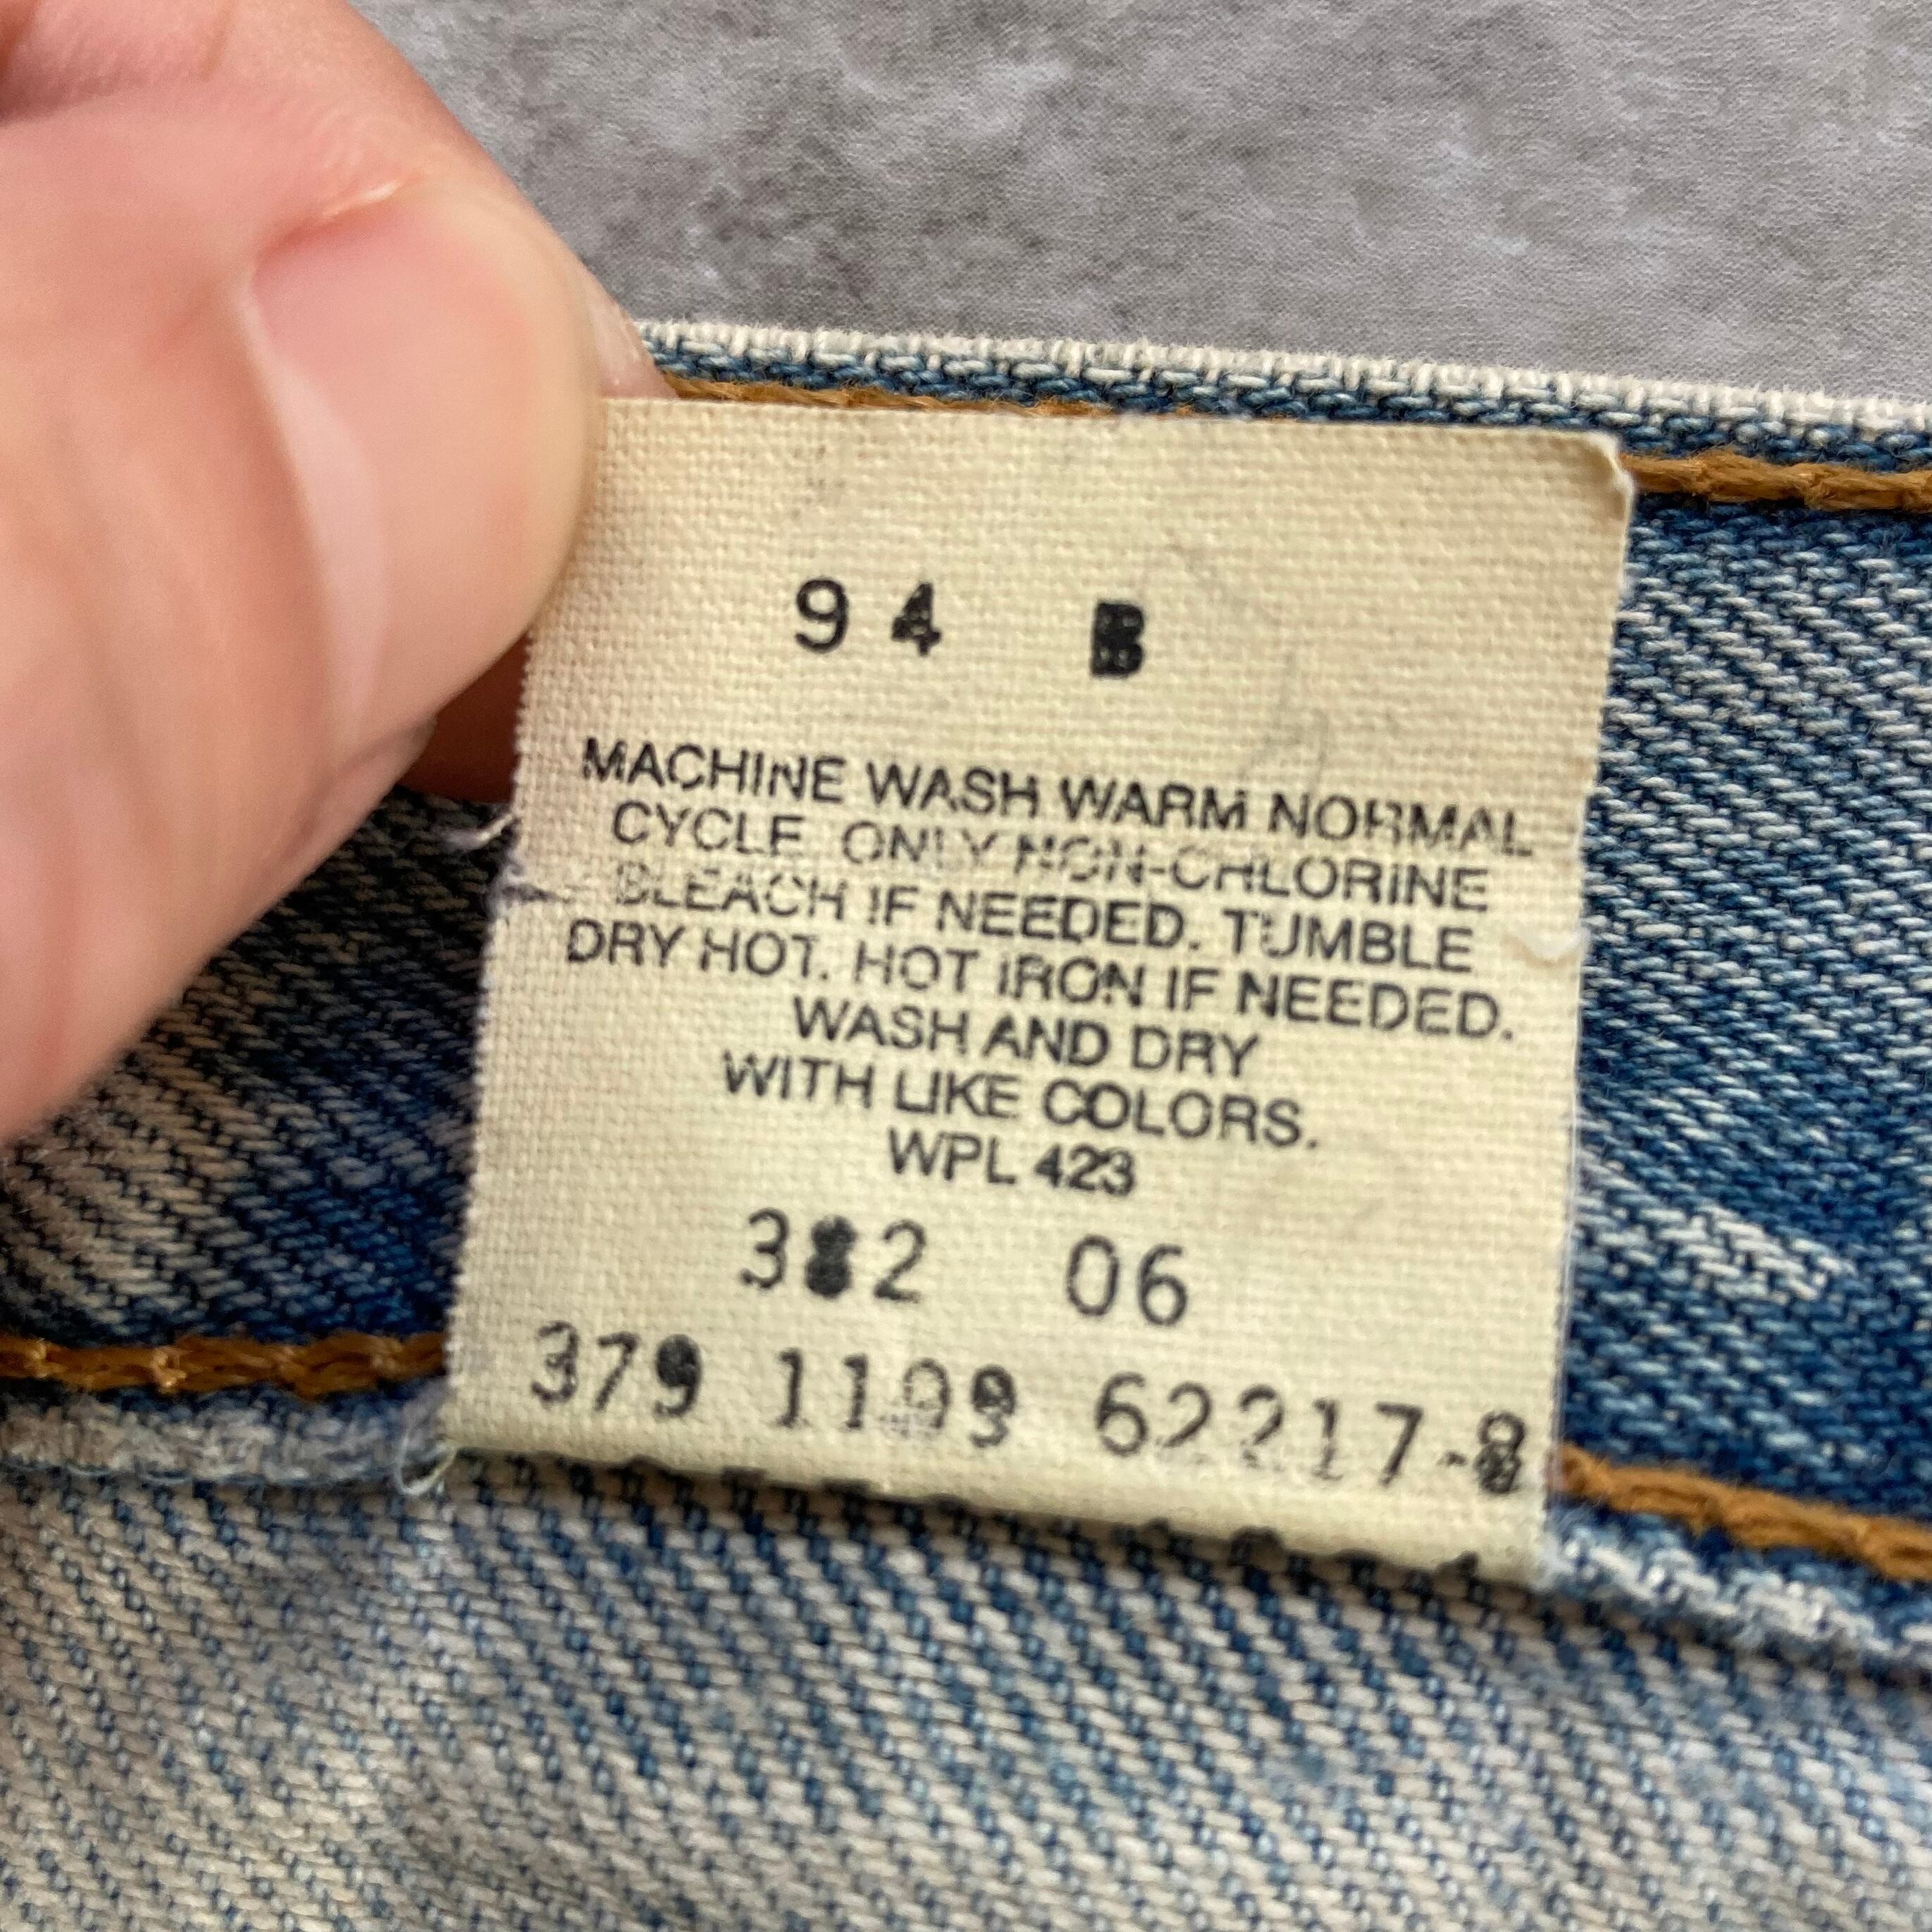 94 B
MACHINE WASH WARM NORMAL
CYCLE. ONLY NON-CHLORINE
BLEACH IF NEEDED. TUMBLE
DRY HOT. HOT IRON IF NEEDED.
WASH AND DRY
WITH LIKE COLORS.
WPL 423
382 06
379 1199 62217-8